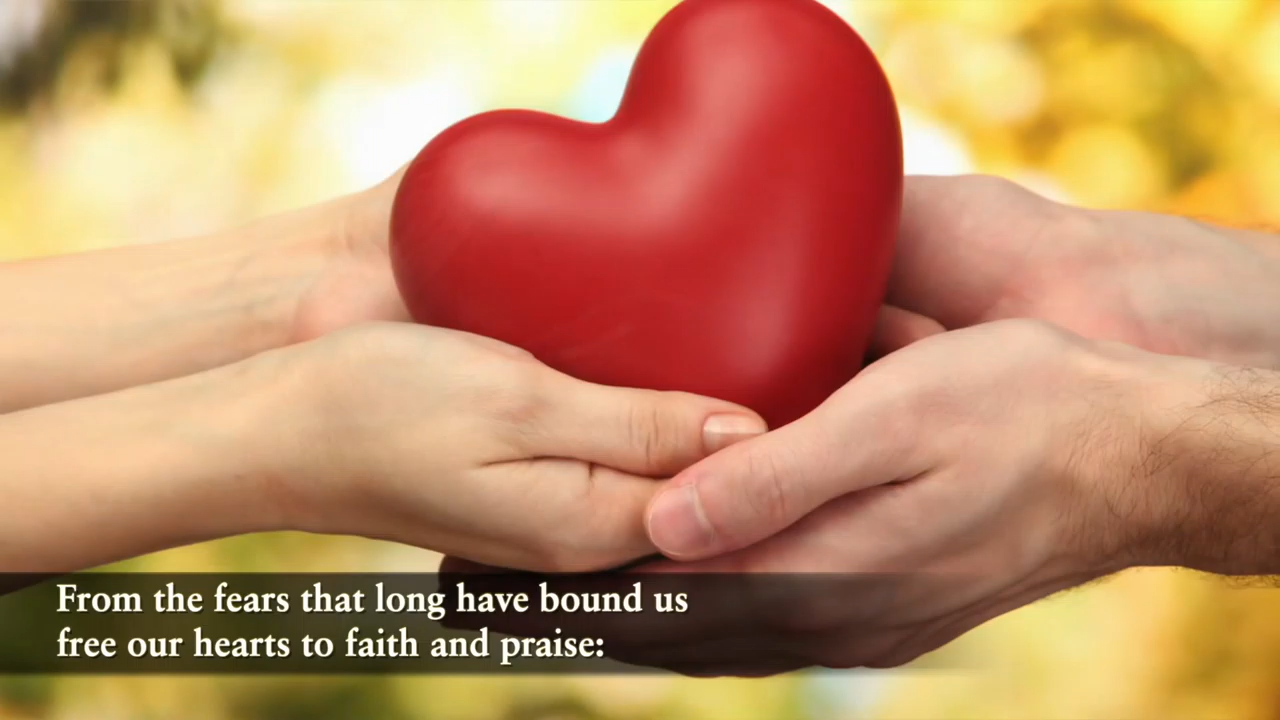 From the fears that long have bound us
free our hearts to faith and praise: